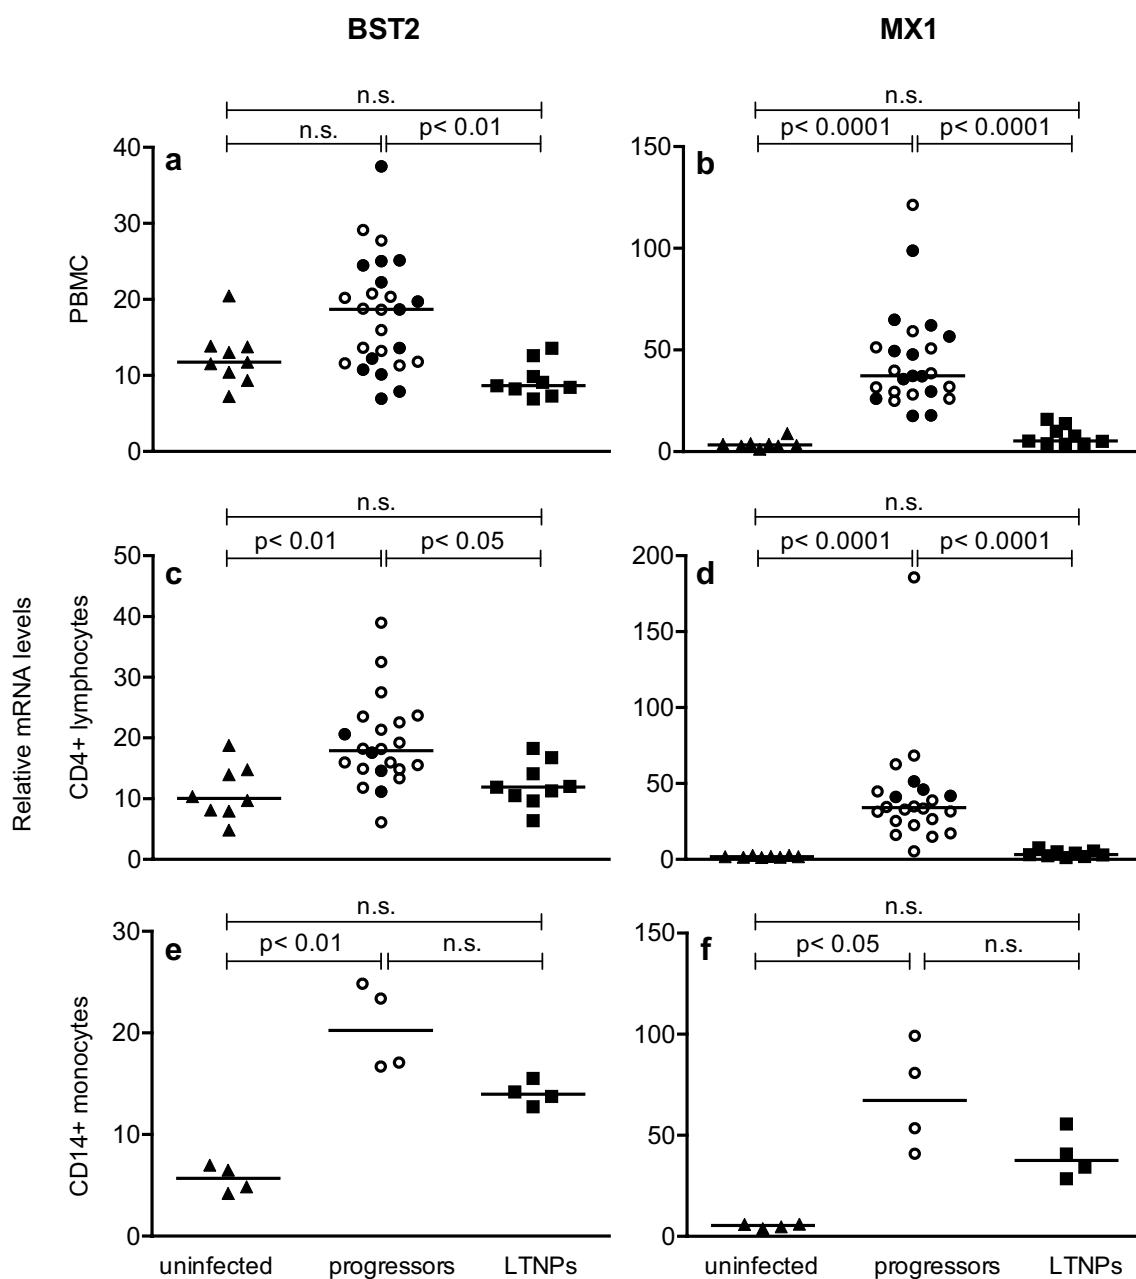 BST2 MX1
n.s. n.s.
n.s. p< 0.01 p< 0.0001 p< 0.0001
a b
40 150
30 100
20 50
10 0
0
PBMC
n.s. n.s.
p< 0.01 p< 0.05 p< 0.0001 p< 0.0001
c d
50 200
40 150
30 100
20 50
10 0
0
Relative mRNA levels
CD4+ lymphocytes
n.s. n.s.
p< 0.01 n.s. p< 0.05 n.s.
e f
30 150
20 100
10 50
0 0
CD14+ monocytes
uninfected progressors LTNPs uninfected progressors LTNPs